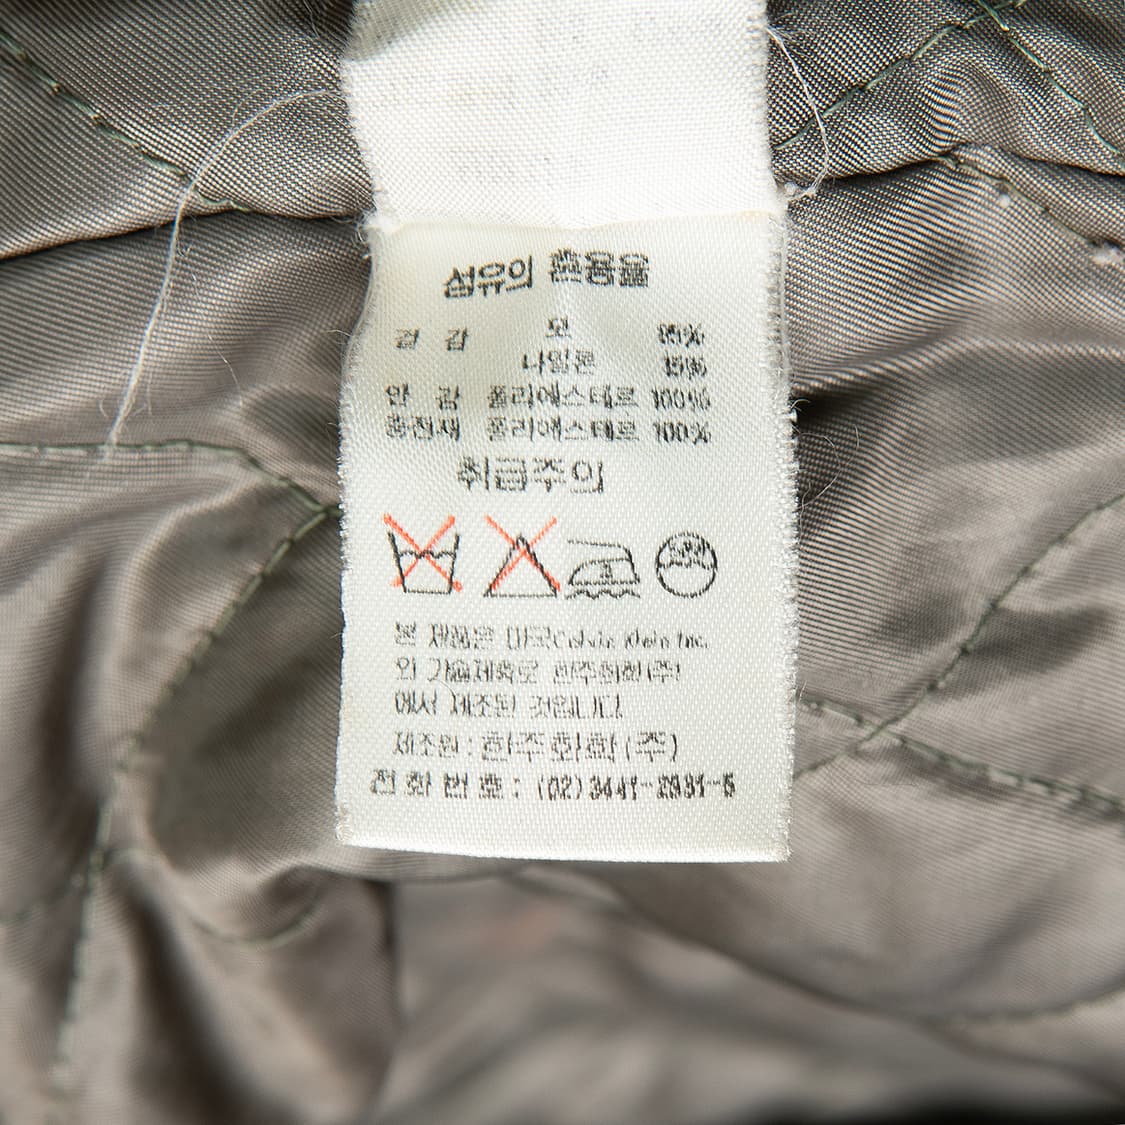 섬유의 혼용율
겉 감 모 85%
나일론 15%
안 감 폴리에스테르 100%
충전재 폴리에스테르 100%
취급주의
본 제품은 미국Calvin Klein Inc.
와 기술제휴로 한주화학(주)
에서 제조된 것입니다
제조원 : 한주화학(주)
전 화 번 호 : (02)3441-2931-5